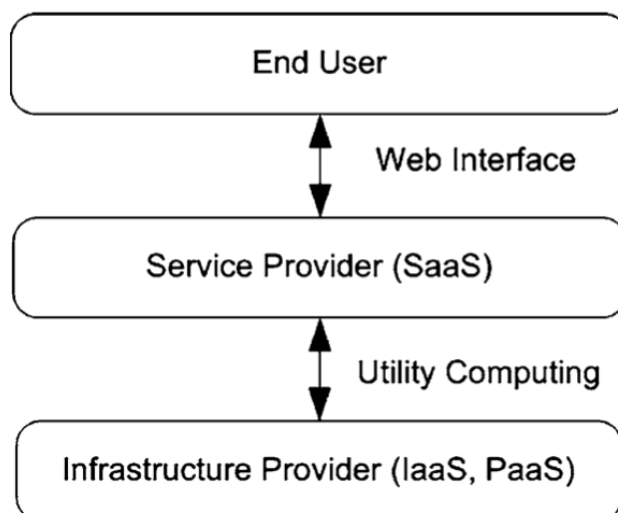 End User
Web Interface
Service Provider (SaaS)
Utility Computing
Infrastructure Provider (IaaS, PaaS)